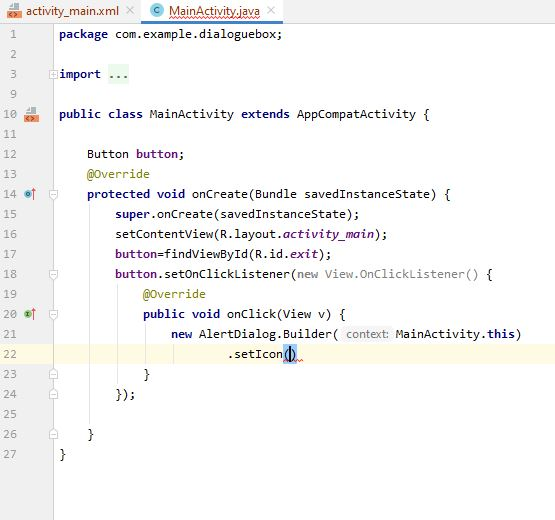 activity_main.xml × MainActivity.java ×
1 package com.example.dialoguebox;
2
3 import ...
9
10 public class MainActivity extends AppCompatActivity {
11
12 Button button;
13 @Override
14 protected void onCreate(Bundle savedInstanceState) {
15 super.onCreate(savedInstanceState);
16 setContentView(R.layout.activity_main);
17 button=findViewById(R.id.exit);
18 button.setOnClickListener(new View.OnClickListener() {
19 @Override
20 public void onClick(View v) {
21 new AlertDialog.Builder( context: MainActivity.this)
22 .setIcon()
23 }
24 });
25
26 }
27 }